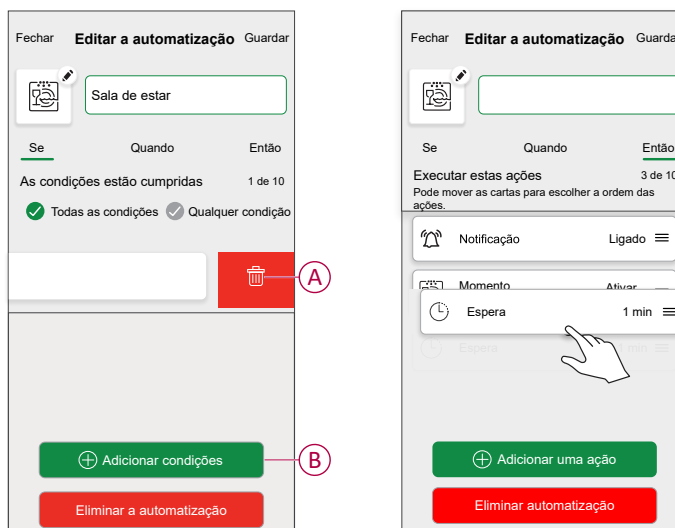 Fechar Editar a automatização Guardar
Sala de estar
Se Quando Então
As condições estão cumpridas 1 de 10
Todas as condições Qualquer condição
A
Adicionar condições
B
Eliminar a automatização
Fechar Editar a automatização Guarda
Se Quando Então
Executar estas ações 3 de 10
Pode mover as cartas para escolher a ordem das
ações.
Notificação Ligado
Momento Ativar
Espera 1 min
Espera 1 min
Adicionar uma ação
Eliminar automatização